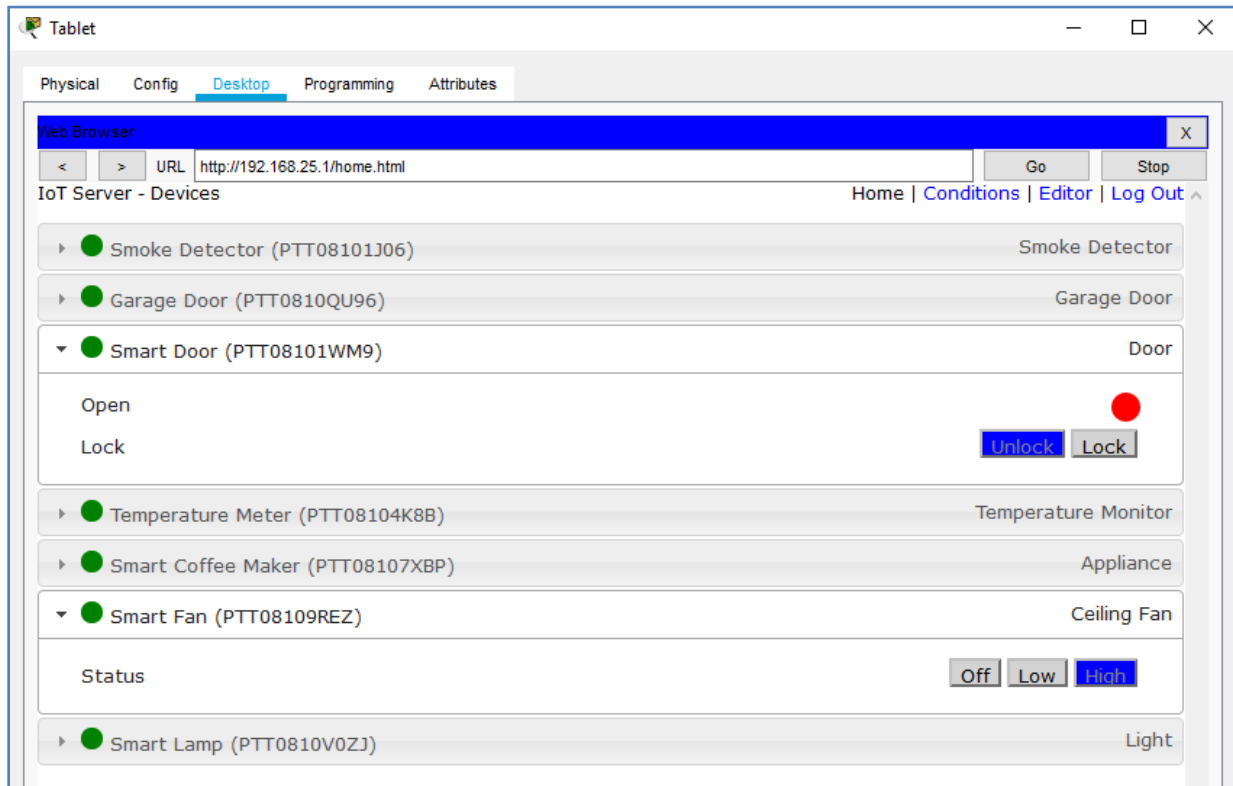 Tablet
Physical Config Desktop Programming Attributes
Web Browser X
< > URL http://192.168.25.1/home.html Go Stop
IoT Server - Devices Home | Conditions | Editor | Log Out
Smoke Detector (PTT08101J06) Smoke Detector
Garage Door (PTT0810QU96) Garage Door
Smart Door (PTT08101WM9) Door
Open
Lock Unlock Lock
Temperature Meter (PTT08104K8B) Temperature Monitor
Smart Coffee Maker (PTT08107XBP) Appliance
Smart Fan (PTT08109REZ) Ceiling Fan
Status Off Low High
Smart Lamp (PTT0810V0ZJ) Light